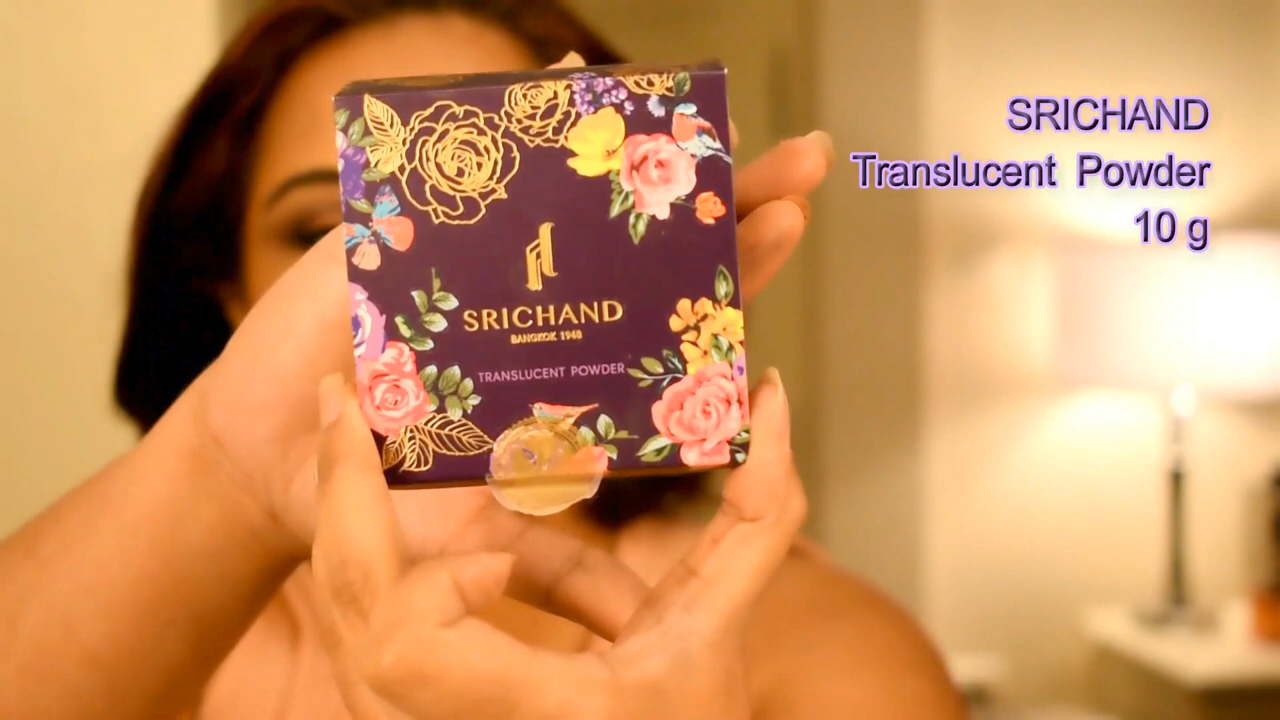 SRICHAND
BANGKOK 1948
TRANSLUCENT POWDER
SRICHAND
Translucent Powder
10 g